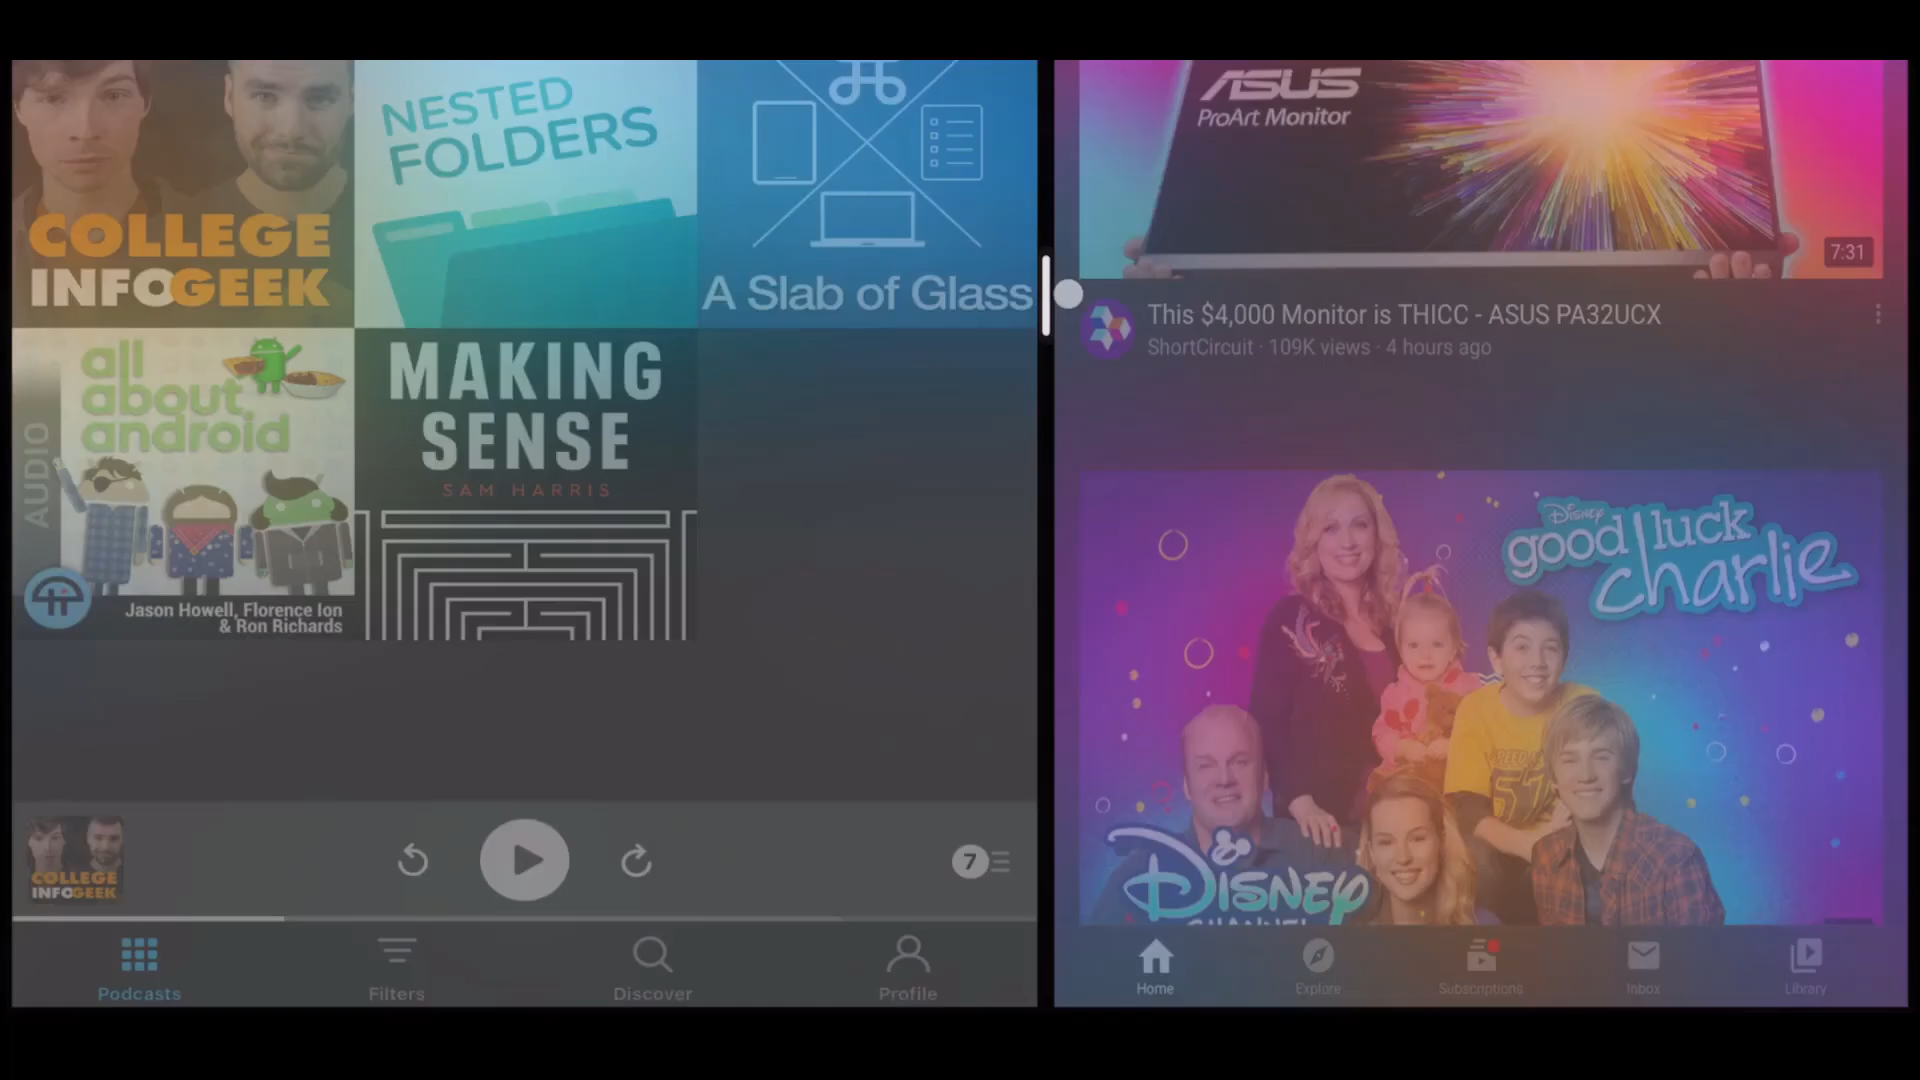 COLLEGE
INFOGEEK
NESTED
FOLDERS
A Slab of Glass
AUDIO
all
about
android
Jason Howell, Florence Ion
& Ron Richards
MAKING
SENSE
SAM HARRIS
COLLEGE
INFOGEEK
7
Podcasts
Filters
Discover
Profile
ASUS
ProArt Monitor
7:31
This $4,000 Monitor is THICC - ASUS PA32UCX
ShortCircuit · 109K views · 4 hours ago
Disney
good luck
charlie
57
DISNEY
CHANNEL
Home
Explore
Subscriptions
Inbox
Library